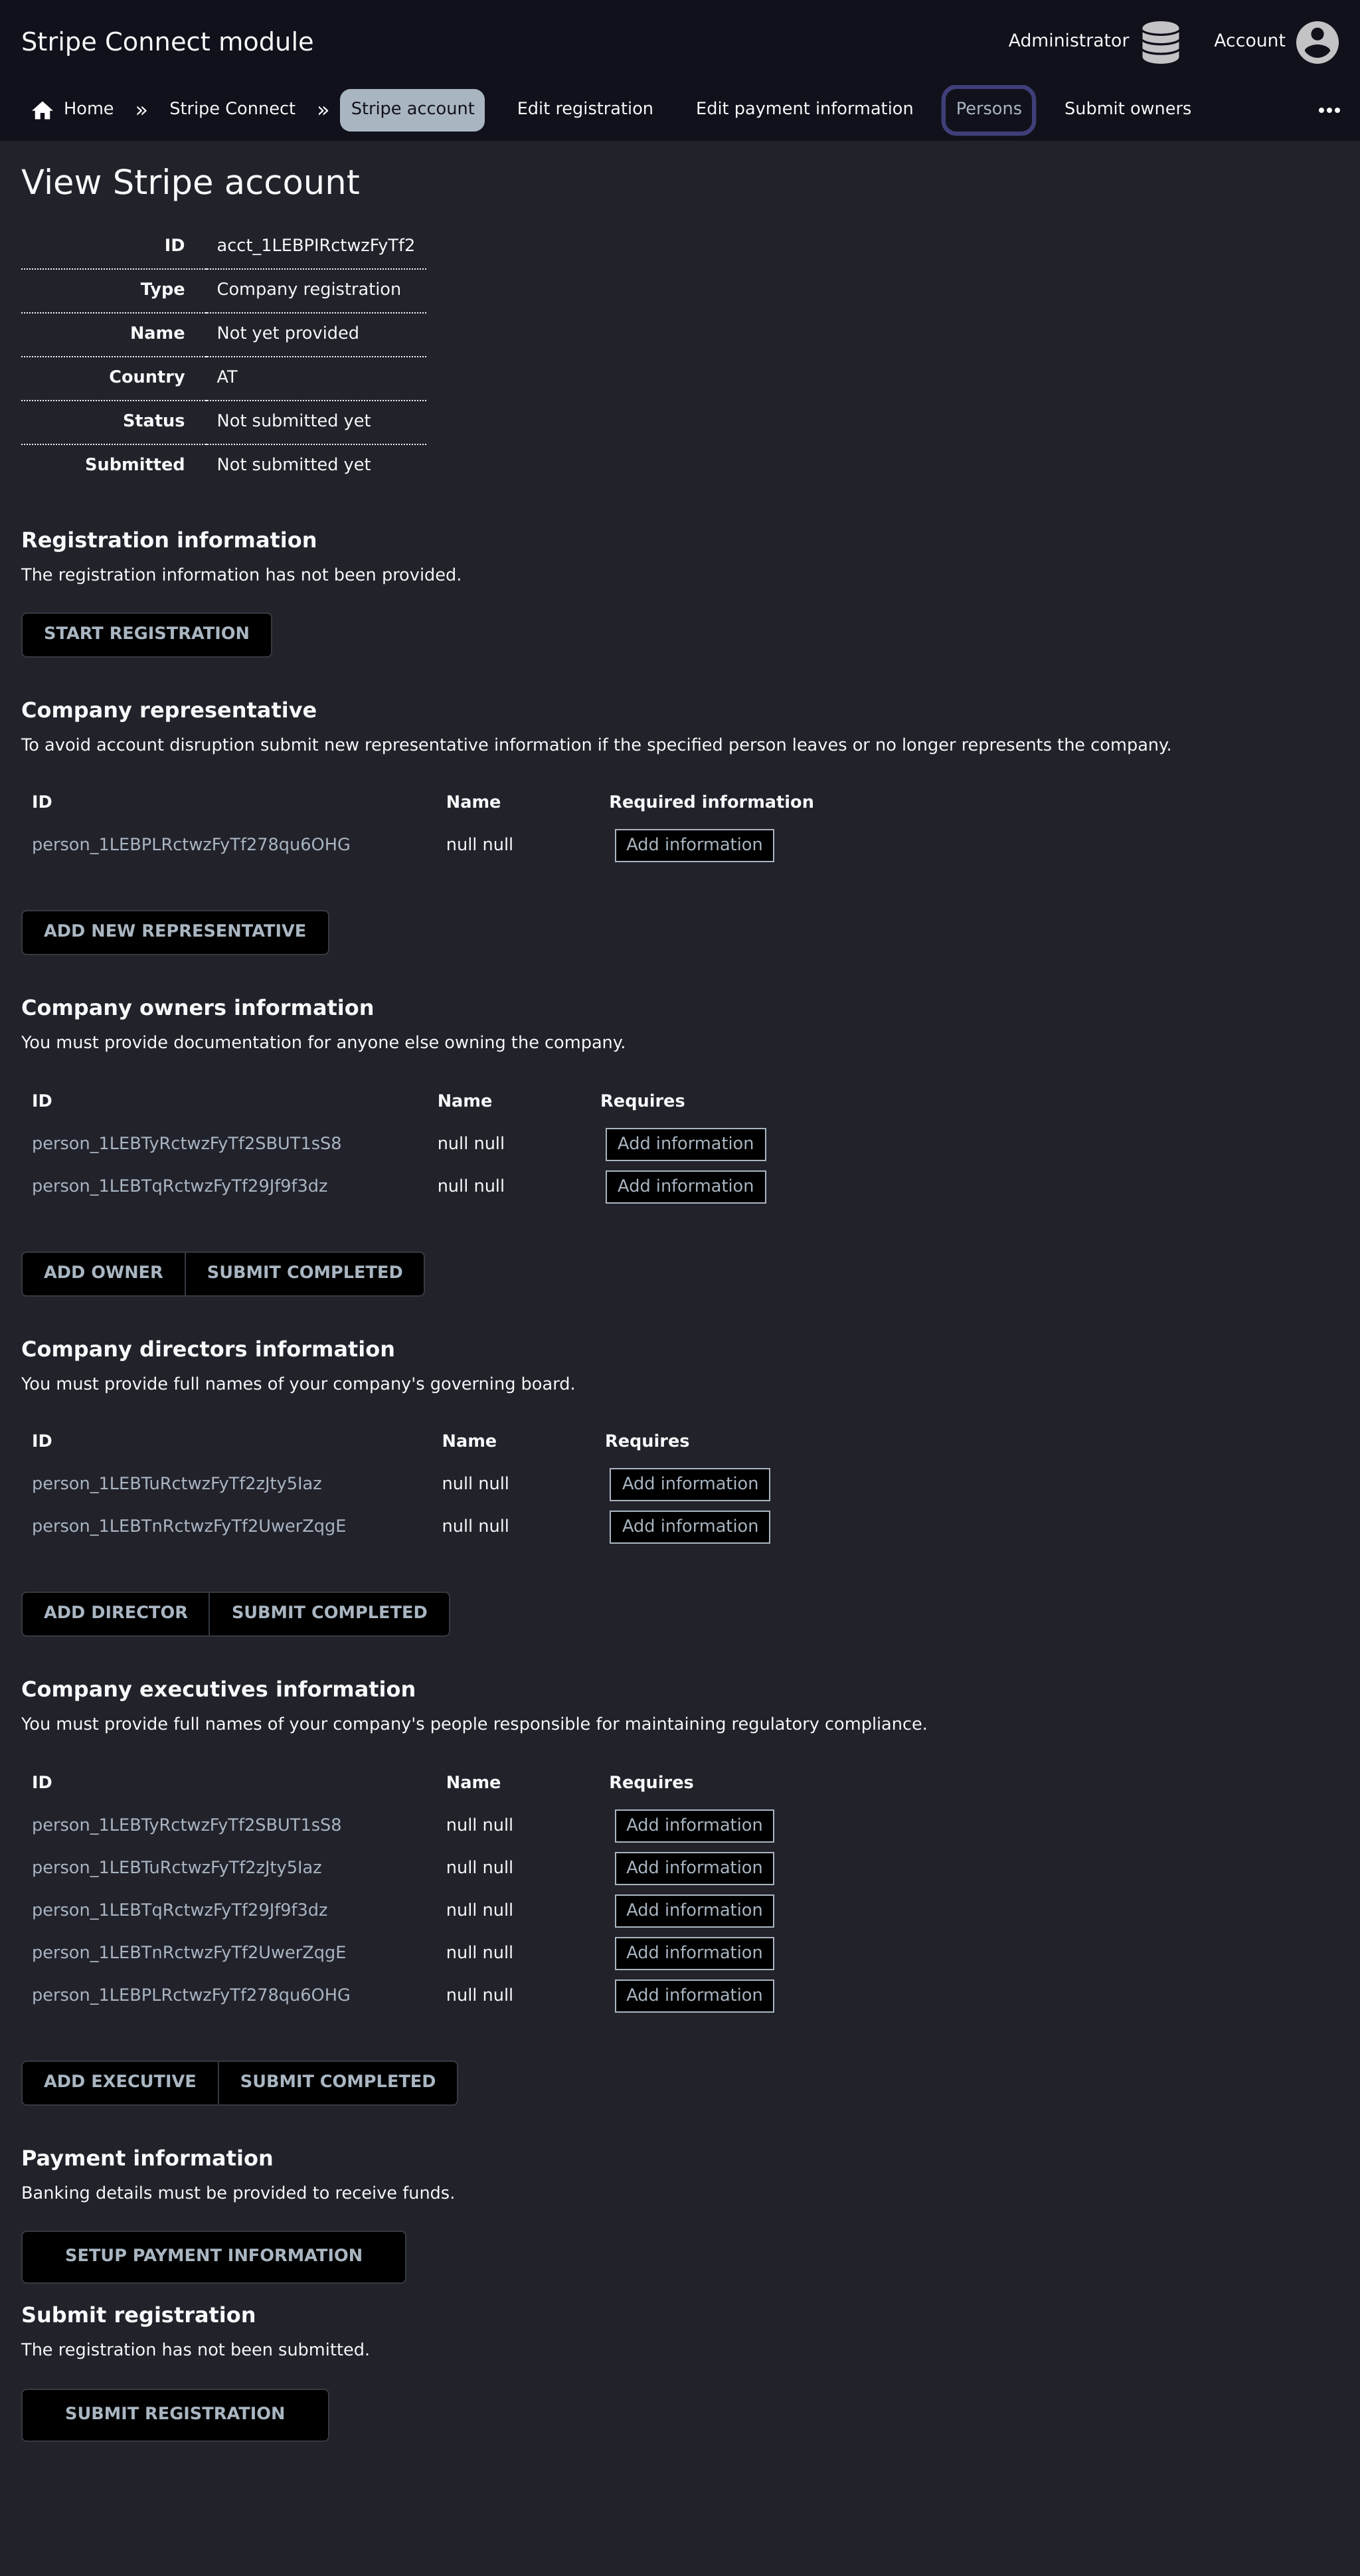 Stripe Connect module
Administrator
Account
Home » Stripe Connect » Stripe account Edit registration Edit payment information Persons Submit owners •••
View Stripe account
ID acct_1LEBPIRctwzFyTf2
Type Company registration
Name Not yet provided
Country AT
Status Not submitted yet
Submitted Not submitted yet
Registration information
The registration information has not been provided.
START REGISTRATION
Company representative
To avoid account disruption submit new representative information if the specified person leaves or no longer represents the company.
ID Name Required information
person_1LEBPLRctwzFyTf278qu6OHG null null Add information
ADD NEW REPRESENTATIVE
Company owners information
You must provide documentation for anyone else owning the company.
ID Name Requires
person_1LEBTyRctwzFyTf2SBUT1sS8 null null Add information
person_1LEBTqRctwzFyTf29Jf9f3dz null null Add information
ADD OWNER SUBMIT COMPLETED
Company directors information
You must provide full names of your company's governing board.
ID Name Requires
person_1LEBTuRctwzFyTf2zJty5Iaz null null Add information
person_1LEBTnRctwzFyTf2UwerZqgE null null Add information
ADD DIRECTOR SUBMIT COMPLETED
Company executives information
You must provide full names of your company's people responsible for maintaining regulatory compliance.
ID Name Requires
person_1LEBTyRctwzFyTf2SBUT1sS8 null null Add information
person_1LEBTuRctwzFyTf2zJty5Iaz null null Add information
person_1LEBTqRctwzFyTf29Jf9f3dz null null Add information
person_1LEBTnRctwzFyTf2UwerZqgE null null Add information
person_1LEBPLRctwzFyTf278qu6OHG null null Add information
ADD EXECUTIVE SUBMIT COMPLETED
Payment information
Banking details must be provided to receive funds.
SETUP PAYMENT INFORMATION
Submit registration
The registration has not been submitted.
SUBMIT REGISTRATION